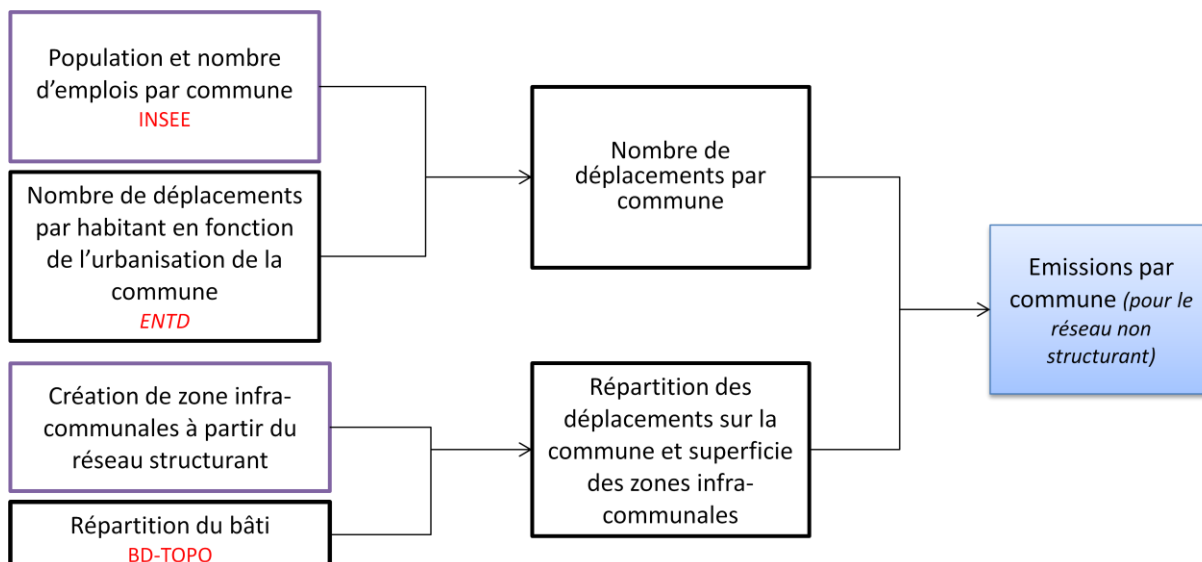 Population et nombre
d’emplois par commune
INSEE
Nombre de déplacements
par habitant en fonction
de l’urbanisation de la
commune
ENTD
Création de zone infra-
communales à partir du
réseau structurant
Répartition du bâti
BD-TOPO
Nombre de
déplacements par
commune
Répartition des
déplacements sur la
commune et superficie
des zones infra-
communales
Emissions par
commune (pour le
réseau non
structurant)